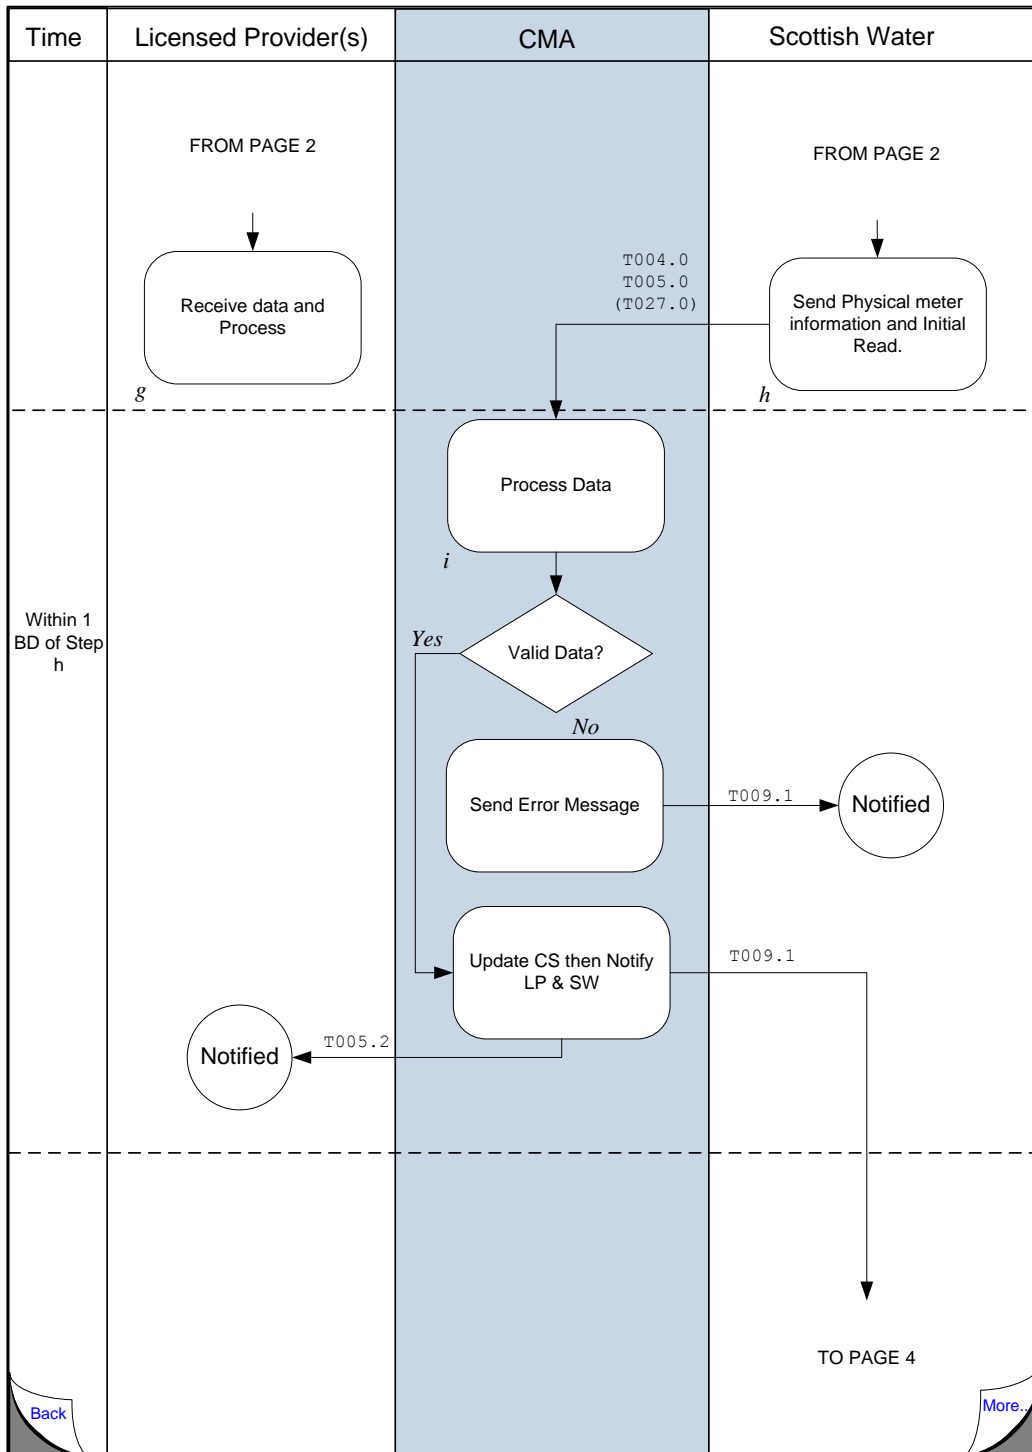 Time
Licensed Provider(s)
CMA
Scottish Water
FROM PAGE 2
FROM PAGE 2
Receive data and
Process
g
T004.0
T005.0
(T027.0)
Send Physical meter
information and Initial
Read.
h
Process Data
i
Within 1
BD of Step
h
Yes
Valid Data?
No
Send Error Message
T009.1
Notified
Update CS then Notify
LP & SW
T009.1
Notified
T005.2
TO PAGE 4
Back
More..